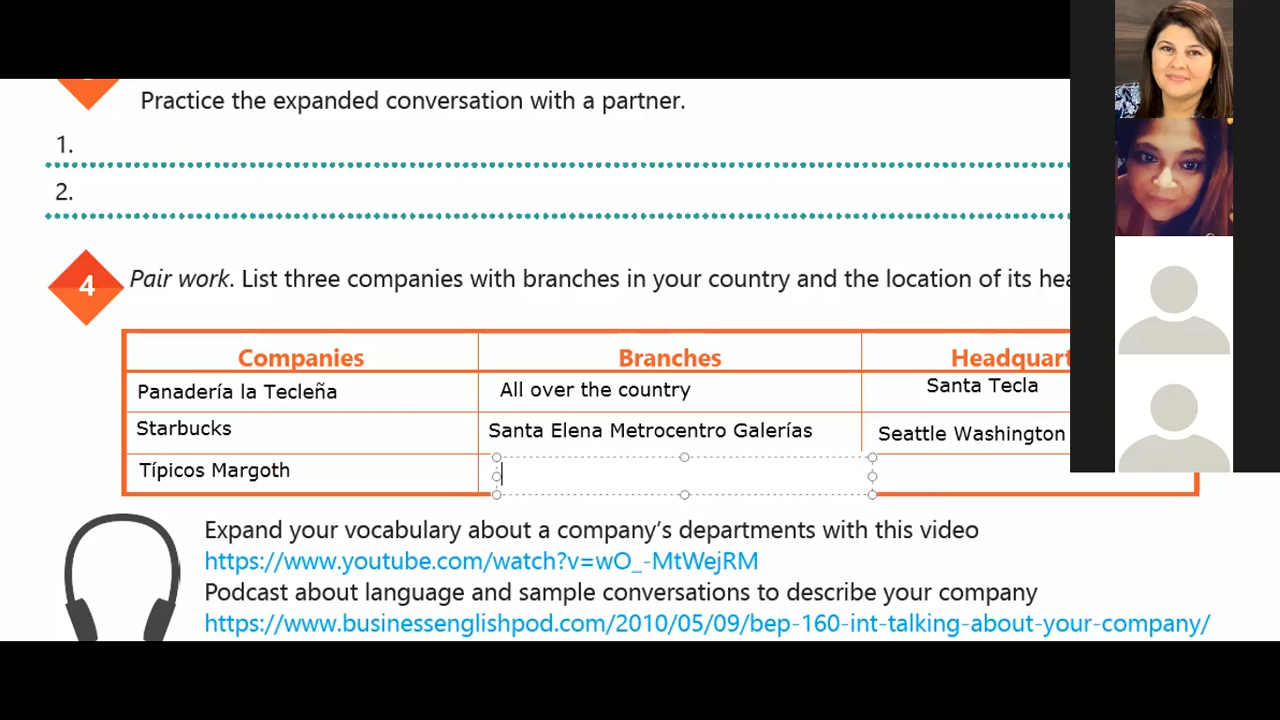 Practice the expanded conversation with a partner.
1.
2.
4
Pair work. List three companies with branches in your country and the location of its hea
Companies Branches Headquart
Panadería la Tecleña All over the country Santa Tecla
Starbucks Santa Elena Metrocentro Galerías Seattle Washington
Típicos Margoth
Expand your vocabulary about a company's departments with this video
https://www.youtube.com/watch?v=wO_-MtWejRM
Podcast about language and sample conversations to describe your company
https://www.businessenglishpod.com/2010/05/09/bep-160-int-talking-about-your-company/